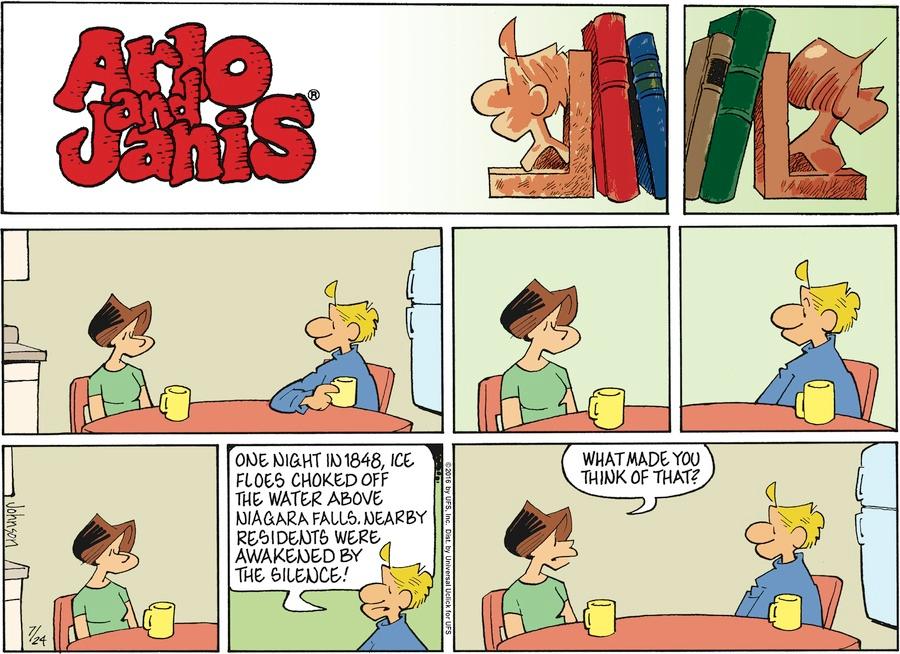 Arlo
and
Janis®
Johnson
7/24
ONE NIGHT IN 1848, ICE
FLOES CHOKED OFF
THE WATER ABOVE
NIAGARA FALLS. NEARBY
RESIDENTS WERE
AWAKENED BY
THE SILENCE!
©2016 by UFS, Inc. Dist. by Universal Uclick for UFS
WHAT MADE YOU
THINK OF THAT?